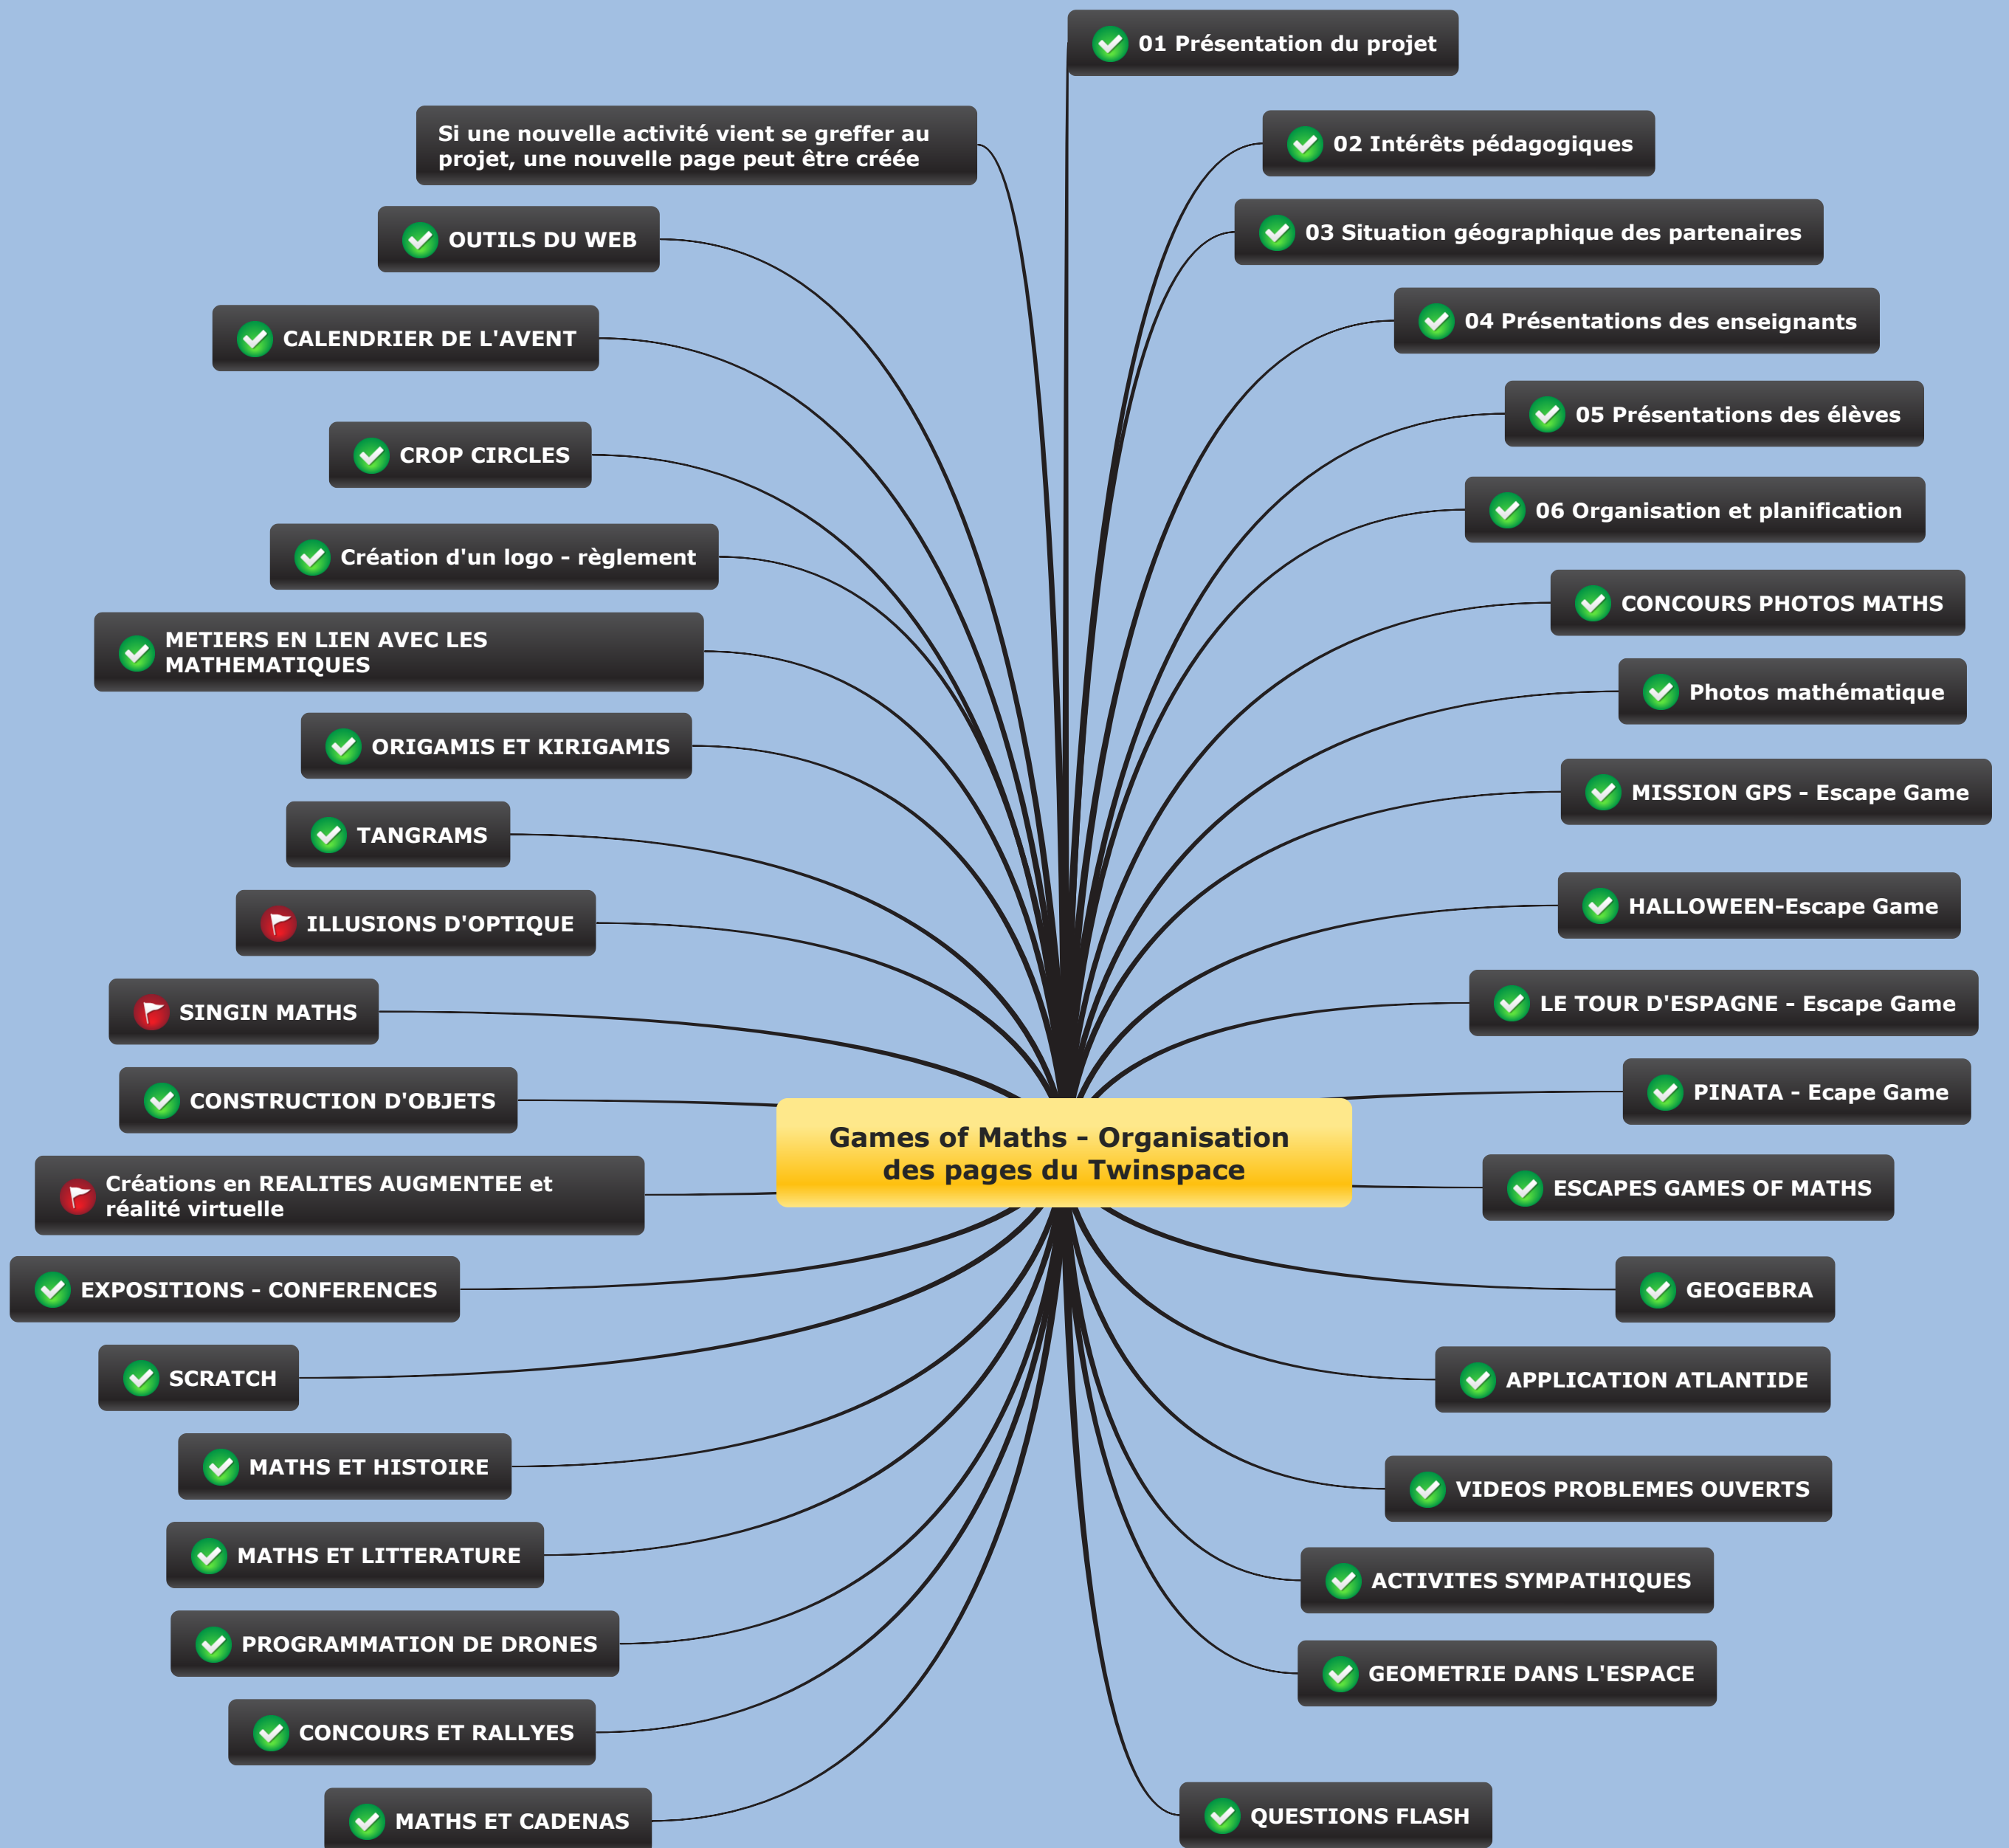 01 Présentation du projet
Si une nouvelle activité vient se greffer au
projet, une nouvelle page peut être créée
02 Intérêts pédagogiques
OUTILS DU WEB
03 Situation géographique des partenaires
CALENDRIER DE L'AVENT
04 Présentations des enseignants
CROP CIRCLES
05 Présentations des élèves
Création d'un logo - règlement
06 Organisation et planification
METIERS EN LIEN AVEC LES
MATHEMATIQUES
CONCOURS PHOTOS MATHS
ORIGAMIS ET KIRIGAMIS
Photos mathématique
TANGRAMS
MISSION GPS - Escape Game
ILLUSIONS D'OPTIQUE
HALLOWEEN-Escape Game
SINGIN MATHS
LE TOUR D'ESPAGNE - Escape Game
CONSTRUCTION D'OBJETS
PINATA - Ecape Game
Games of Maths - Organisation
des pages du Twinspace
Créations en REALITES AUGMENTEE et
réalité virtuelle
ESCAPES GAMES OF MATHS
EXPOSITIONS - CONFERENCES
GEOGEBRA
SCRATCH
APPLICATION ATLANTIDE
MATHS ET HISTOIRE
VIDEOS PROBLEMES OUVERTS
MATHS ET LITTERATURE
ACTIVITES SYMPATHIQUES
PROGRAMMATION DE DRONES
GEOMETRIE DANS L'ESPACE
CONCOURS ET RALLYES
MATHS ET CADENAS
QUESTIONS FLASH